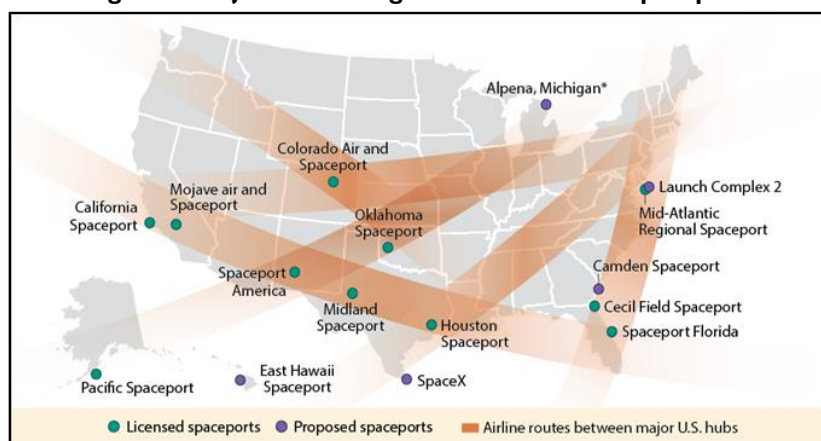 Alpena, Michigan*
Colorado Air and
Spaceport
Mojave air and
Spaceport
California
Spaceport
Oklahoma
Spaceport
Launch Complex 2
Mid-Atlantic
Regional Spaceport
Camden Spaceport
Spaceport
America
Midland
Spaceport
Houston
Spaceport
Cecil Field Spaceport
Spaceport Florida
Pacific Spaceport
East Hawaii
Spaceport
SpaceX
Licensed spaceports
Proposed spaceports
Airline routes between major U.S. hubs